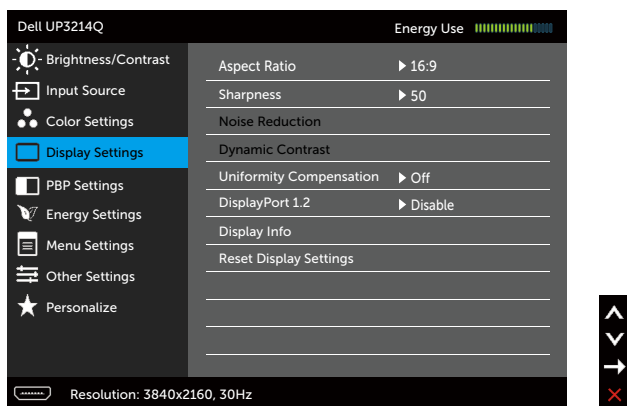 Dell UP3214Q
Energy Use
Brightness/Contrast
Input Source
Color Settings
Display Settings
PBP Settings
Energy Settings
Menu Settings
Other Settings
Personalize
Aspect Ratio 16:9
Sharpness 50
Noise Reduction
Dynamic Contrast
Uniformity Compensation Off
DisplayPort 1.2 Disable
Display Info
Reset Display Settings
Resolution: 3840x2160, 30Hz